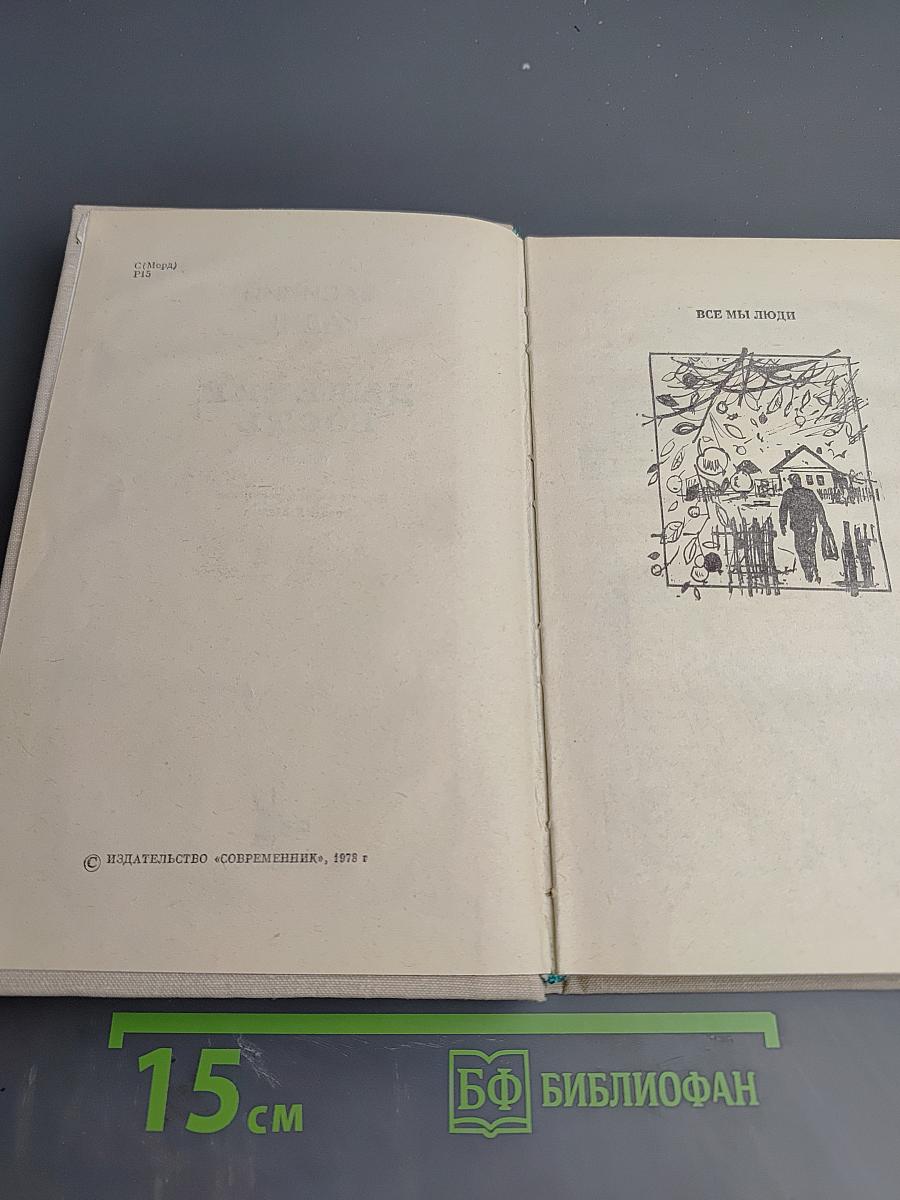 С(Морд)
Р15
© ИЗДАТЕЛЬСТВО «СОВРЕМЕННИК», 1978 г
ВСЕ МЫ ЛЮДИ
15 см
БФ БИБЛИОФАН